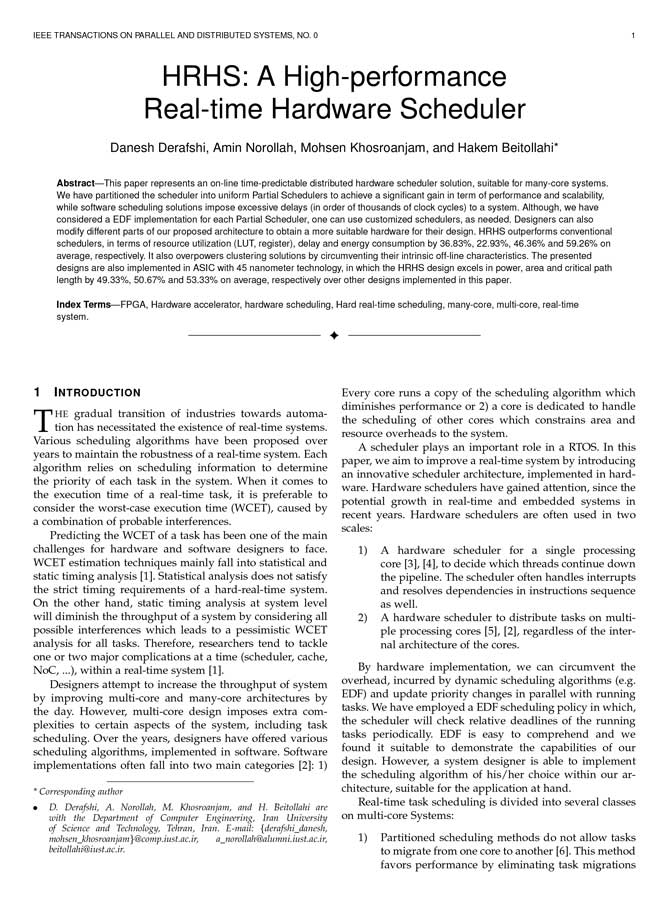 IEEE TRANSACTIONS ON PARALLEL AND DISTRIBUTED SYSTEMS, NO. 0
1
HRHS: A High-performance
Real-time Hardware Scheduler
Danesh Derafshi, Amin Norollah, Mohsen Khosroanjam, and Hakem Beitollahi*
Abstract—This paper represents an on-line time-predictable distributed hardware scheduler solution, suitable for many-core systems.
We have partitioned the scheduler into uniform Partial Schedulers to achieve a significant gain in term of performance and scalability,
while software scheduling solutions impose excessive delays (in order of thousands of clock cycles) to a system. Although, we have
considered a EDF implementation for each Partial Scheduler, one can use customized schedulers, as needed. Designers can also
modify different parts of our proposed architecture to obtain a more suitable hardware for their design. HRHS outperforms conventional
schedulers, in terms of resource utilization (LUT, register), delay and energy consumption by 36.83%, 22.93%, 46.36% and 59.26% on
average, respectively. It also overpowers clustering solutions by circumventing their intrinsic off-line characteristics. The presented
designs are also implemented in ASIC with 45 nanometer technology, in which the HRHS design excels in power, area and critical path
length by 49.33%, 50.67% and 53.33% on average, respectively over other designs implemented in this paper.
Index Terms—FPGA, Hardware accelerator, hardware scheduling, Hard real-time scheduling, many-core, multi-core, real-time
system.
1 INTRODUCTION
THE gradual transition of industries towards automa-
tion has necessitated the existence of real-time systems.
Various scheduling algorithms have been proposed over
years to maintain the robustness of a real-time system. Each
algorithm relies on scheduling information to determine
the priority of each task in the system. When it comes to
the execution time of a real-time task, it is preferable to
consider the worst-case execution time (WCET), caused by
a combination of probable interferences.
Predicting the WCET of a task has been one of the main
challenges for hardware and software designers to face.
WCET estimation techniques mainly fall into statistical and
static timing analysis [1]. Statistical analysis does not satisfy
the strict timing requirements of a hard-real-time system.
On the other hand, static timing analysis at system level
will diminish the throughput of a system by considering all
possible interferences which leads to a pessimistic WCET
analysis for all tasks. Therefore, researchers tend to tackle
one or two major complications at a time (scheduler, cache,
NoC, ...), within a real-time system [1].
Designers attempt to increase the throughput of system
by improving multi-core and many-core architectures by
the day. However, multi-core design imposes extra com-
plexities to certain aspects of the system, including task
scheduling. Over the years, designers have offered various
scheduling algorithms, implemented in software. Software
implementations often fall into two main categories [2]: 1)
* Corresponding author
• D. Derafshi, A. Norollah, M. Khosroanjam, and H. Beitollahi are
with the Department of Computer Engineering, Iran University
of Science and Technology, Tehran, Iran. E-mail: {derafshi_danesh,
mohsen_khosroanjam}@comp.iust.ac.ir, a_norollah@alumni.iust.ac.ir,
beitollahi@iust.ac.ir.
Every core runs a copy of the scheduling algorithm which
diminishes performance or 2) a core is dedicated to handle
the scheduling of other cores which constrains area and
resource overheads to the system.
A scheduler plays an important role in a RTOS. In this
paper, we aim to improve a real-time system by introducing
an innovative scheduler architecture, implemented in hard-
ware. Hardware schedulers have gained attention, since the
potential growth in real-time and embedded systems in
recent years. Hardware schedulers are often used in two
scales:
1) A hardware scheduler for a single processing
core [3], [4], to decide which threads continue down
the pipeline. The scheduler often handles interrupts
and resolves dependencies in instructions sequence
as well.
2) A hardware scheduler to distribute tasks on multi-
ple processing cores [5], [2], regardless of the inter-
nal architecture of the cores.
By hardware implementation, we can circumvent the
overhead, incurred by dynamic scheduling algorithms (e.g.
EDF) and update priority changes in parallel with running
tasks. We have employed a EDF scheduling policy in which,
the scheduler will check relative deadlines of the running
tasks periodically. EDF is easy to comprehend and we
found it suitable to demonstrate the capabilities of our
design. However, a system designer is able to implement
the scheduling algorithm of his/her choice within our ar-
chitecture, suitable for the application at hand.
Real-time task scheduling is divided into several classes
on multi-core Systems:
1) Partitioned scheduling methods do not allow tasks
to migrate from one core to another [6]. This method
favors performance by eliminating task migrations